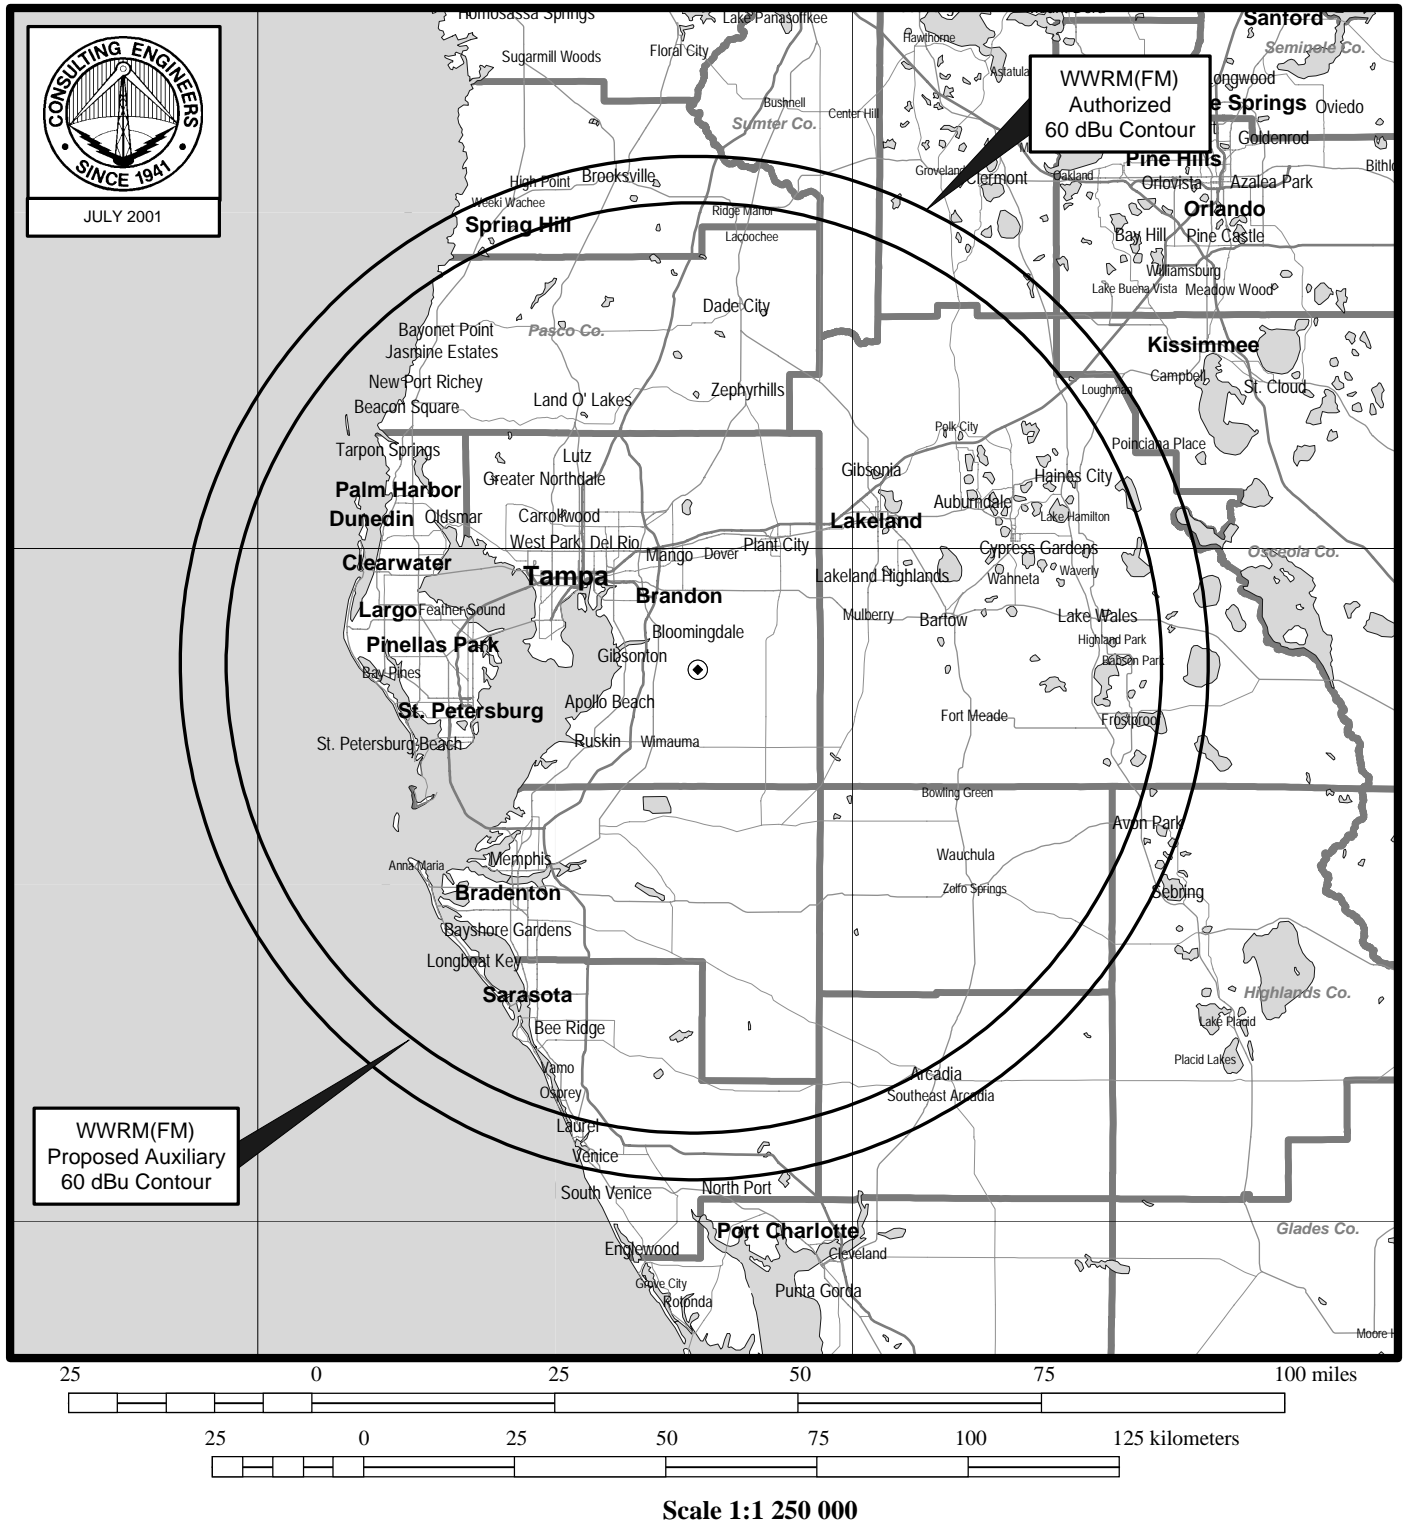 Homosassa Springs
Lake Panasoffkee
Sanford
Seminole Co.
Hawthorne
Floral City
Sugarmill Woods
CONSULTING ENGINEERS
• SINCE 1941 •
JULY 2001
Astatula
WWRM(FM)
Authorized
60 dBu Contour
Longwood
Bushnell
Center Hill
Sumter Co.
e Springs
Oviedo
Goldenrod
Pine Hills
Groveland
Clermont
Oakland
Orlovista
Azalea Park
High Point
Brooksville
Weeki Wachee
Ridge Manor
Orlando
Spring Hill
Lacoochee
Bay Hill
Pine Castle
Williamsburg
Lake Buena Vista
Meadow Wood
Dade City
Bayonet Point
Pasco Co.
Jasmine Estates
Kissimmee
New Port Richey
Zephyrhills
Campbell
St. Cloud
Loughman
Land O' Lakes
Beacon Square
Polk City
Tarpon Springs
Lutz
Poinciana Place
Greater Northdale
Gibsonia
Haines City
Palm Harbor
Auburndale
Dunedin
Oldsmar
Carrollwood
Lakeland
Lake Hamilton
West Park
Del Rio
Plant City
Mango
Dover
Cypress Gardens
Osceola Co.
Clearwater
Tampa
Lakeland Highlands
Wahneta
Waverly
Brandon
Largo
Feather Sound
Mulberry
Bartow
Lake Wales
Bloomingdale
Pinellas Park
Highland Park
Gibsonton
Babson Park
Bay Pines
St. Petersburg
Apollo Beach
Fort Meade
Frostproof
St. Petersburg Beach
Ruskin
Wimauma
Bowling Green
Avon Park
Memphis
Anna Maria
Wauchula
Bradenton
Zolfo Springs
Sebring
Bayshore Gardens
Longboat Key
Sarasota
Highlands Co.
Bee Ridge
Lake Placid
Vamo
Placid Lakes
Arcadia
Osprey
Southeast Arcadia
Laurel
WWRM(FM)
Proposed Auxiliary
60 dBu Contour
Venice
South Venice
North Port
Port Charlotte
Glades Co.
Englewood
Cleveland
Grove City
Punta Gorda
Rotonda
Moore H
25 0 25 50 75 100 miles
25 0 25 50 75 100 125 kilometers
Scale 1:1 250 000